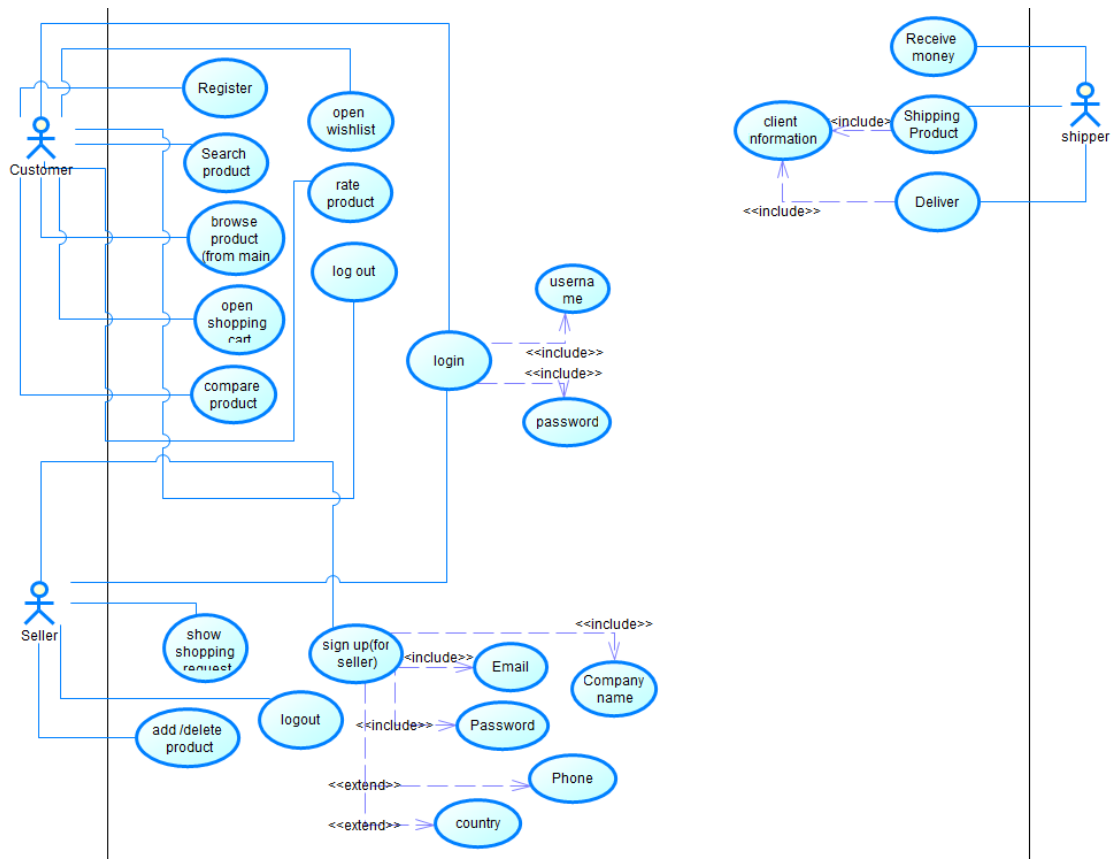 Receive
money
Register
open
wishlist
client
nformation
<include>
Shipping
Product
shipper
Customer
Search
product
rate
product
<<include>>
Deliver
browse
product
(from main
log out
userna
me
open
shopping
cart
login
<<include>>
<<include>>
compare
product
password
Seller
show
shopping
request
sign up(for
seller)
<<include>>
<include>>
Email
Company
name
logout
<<include>>
Password
add /delete
product
<<extend>>
Phone
<<extend>>
country